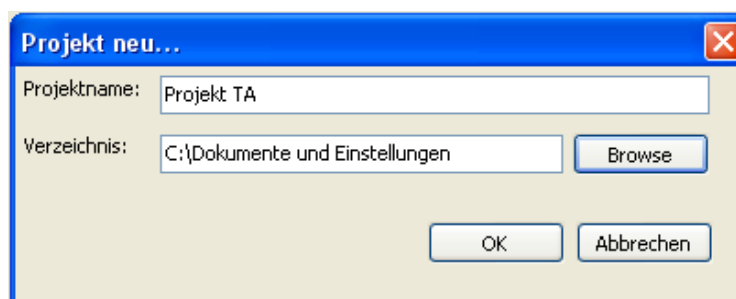 Projekt neu...
Projektname: Projekt TA
Verzeichnis: C:\Dokumente und Einstellungen Browse
OK Abbrechen